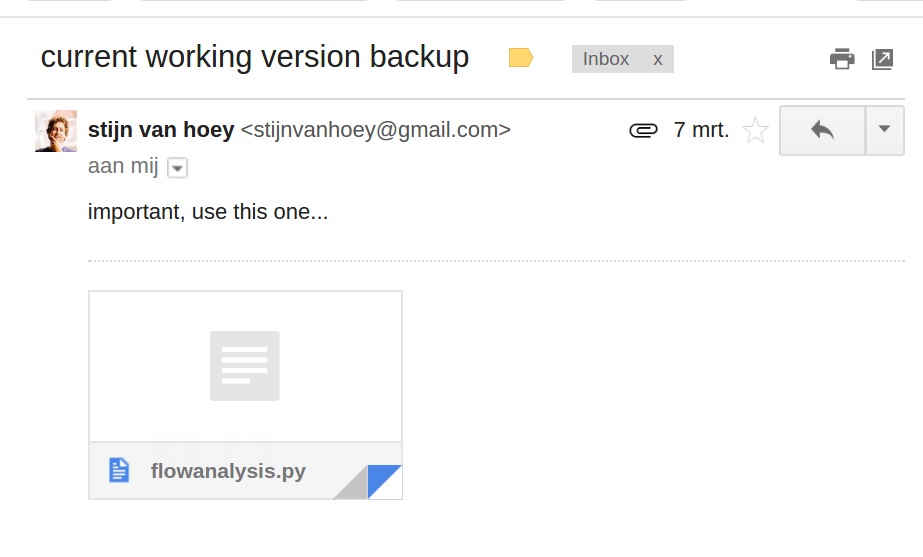 current working version backup
Inbox x
stijn van hoey <stijnvanhoey@gmail.com>
7 mrt.
aan mij
important, use this one...
flowanalysis.py